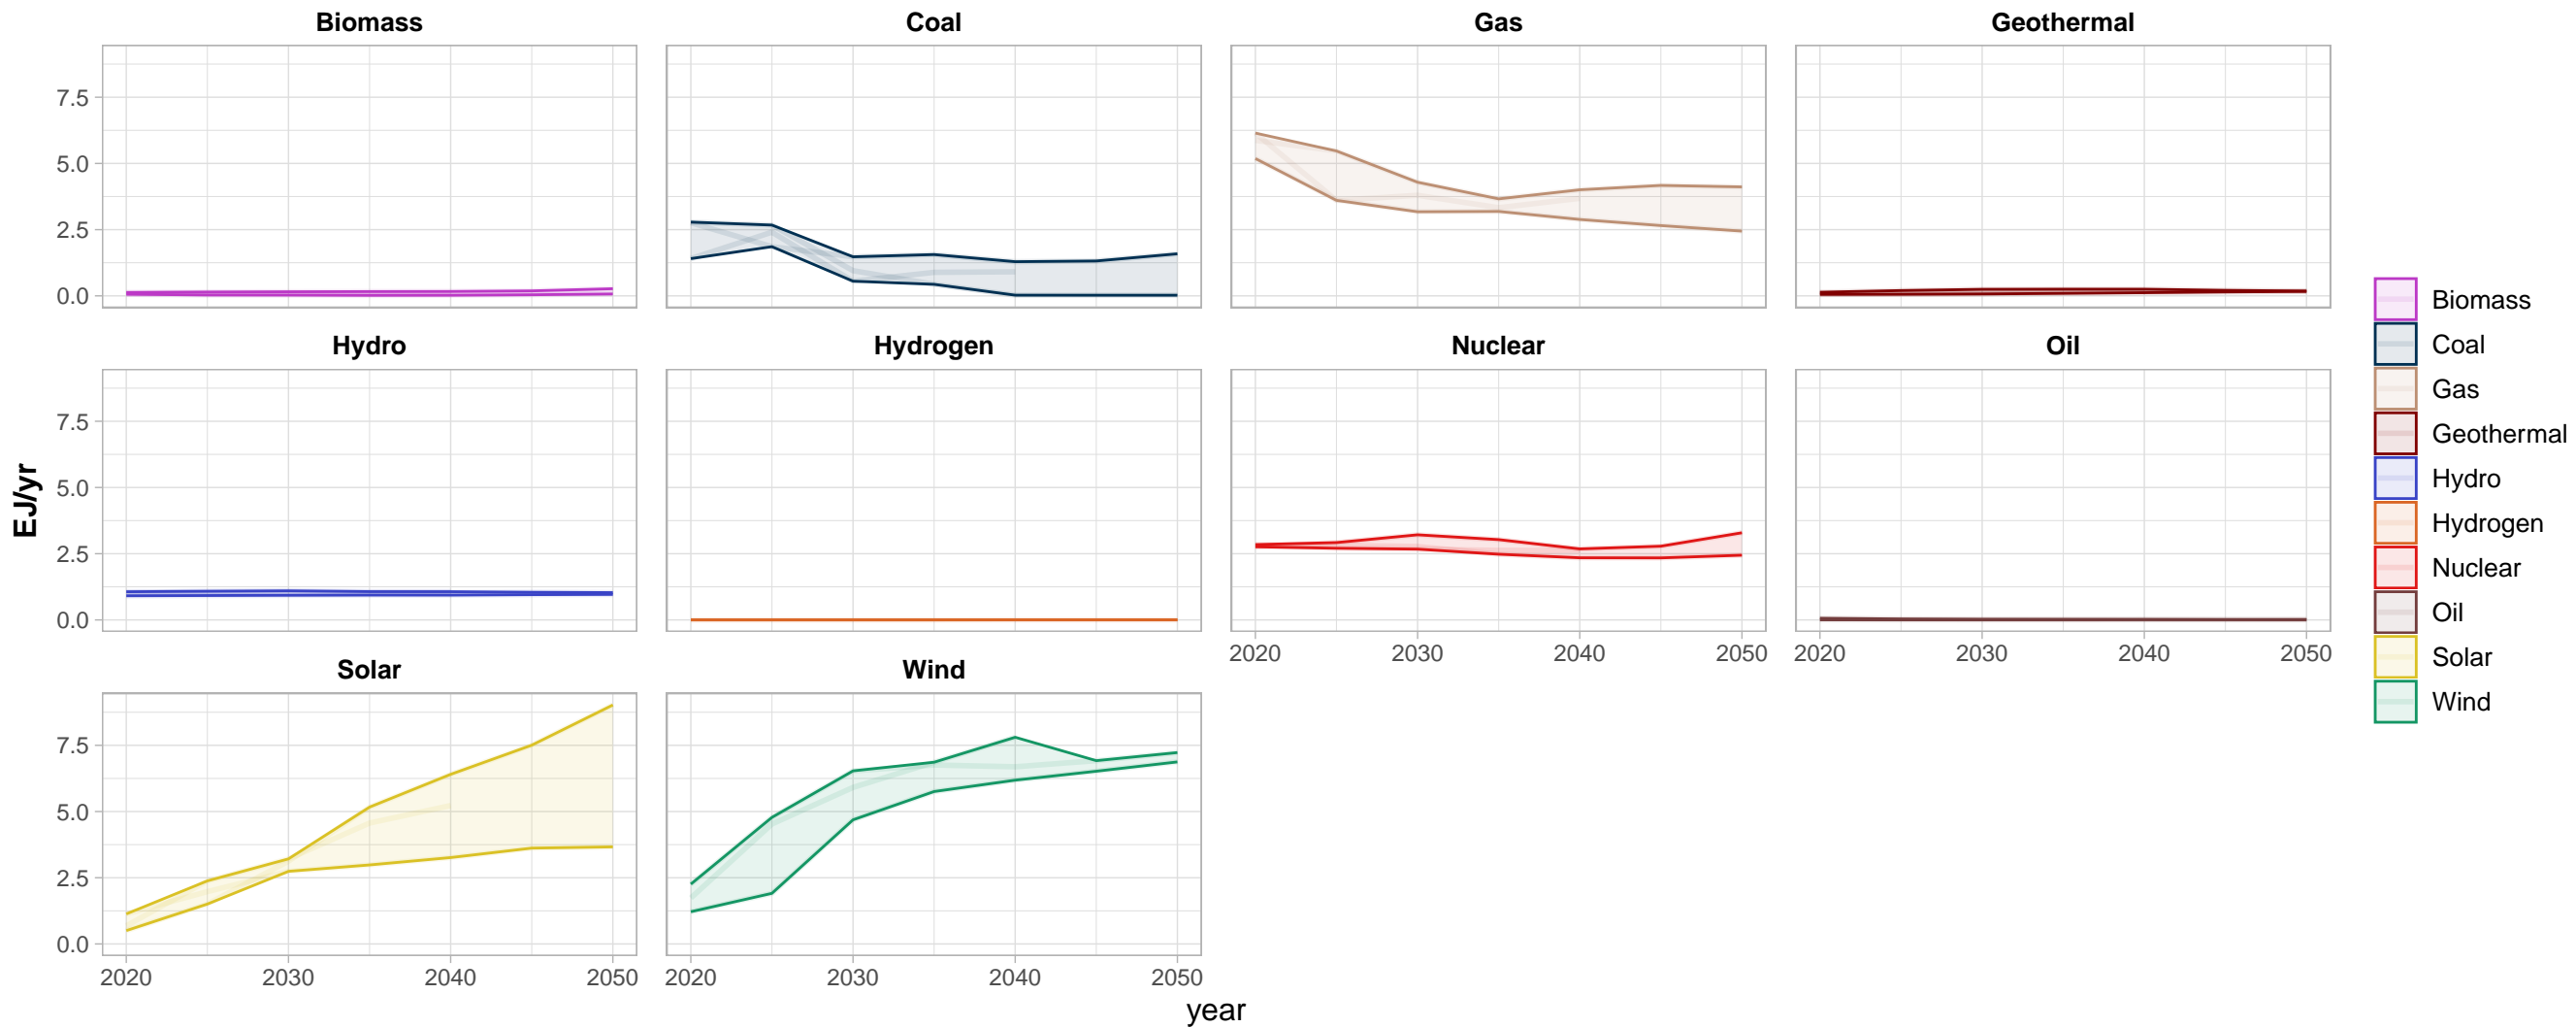 Biomass Coal Gas Geothermal
7.5
5.0
2.5
0.0
Hydro Hydrogen Nuclear Oil
7.5
5.0
2.5
0.0
2020 2030 2040 2050 2020 2030 2040 2050
Solar Wind
7.5
5.0
2.5
0.0
2020 2030 2040 2050 2020 2030 2040 2050
year
EJ/yr
Biomass
Coal
Gas
Geothermal
Hydro
Hydrogen
Nuclear
Oil
Solar
Wind